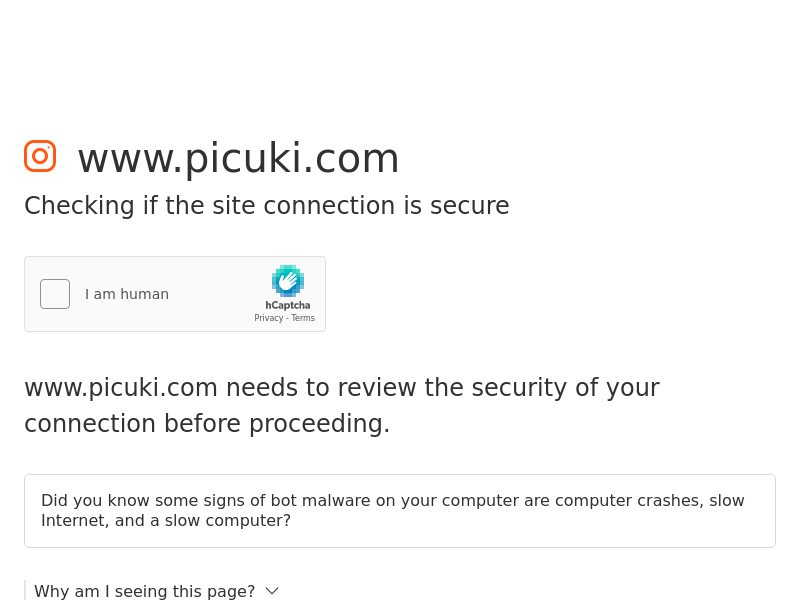 www.picuki.com
Checking if the site connection is secure
I am human
hCaptcha
Privacy - Terms
www.picuki.com needs to review the security of your
connection before proceeding.
Did you know some signs of bot malware on your computer are computer crashes, slow
Internet, and a slow computer?
Why am I seeing this page?